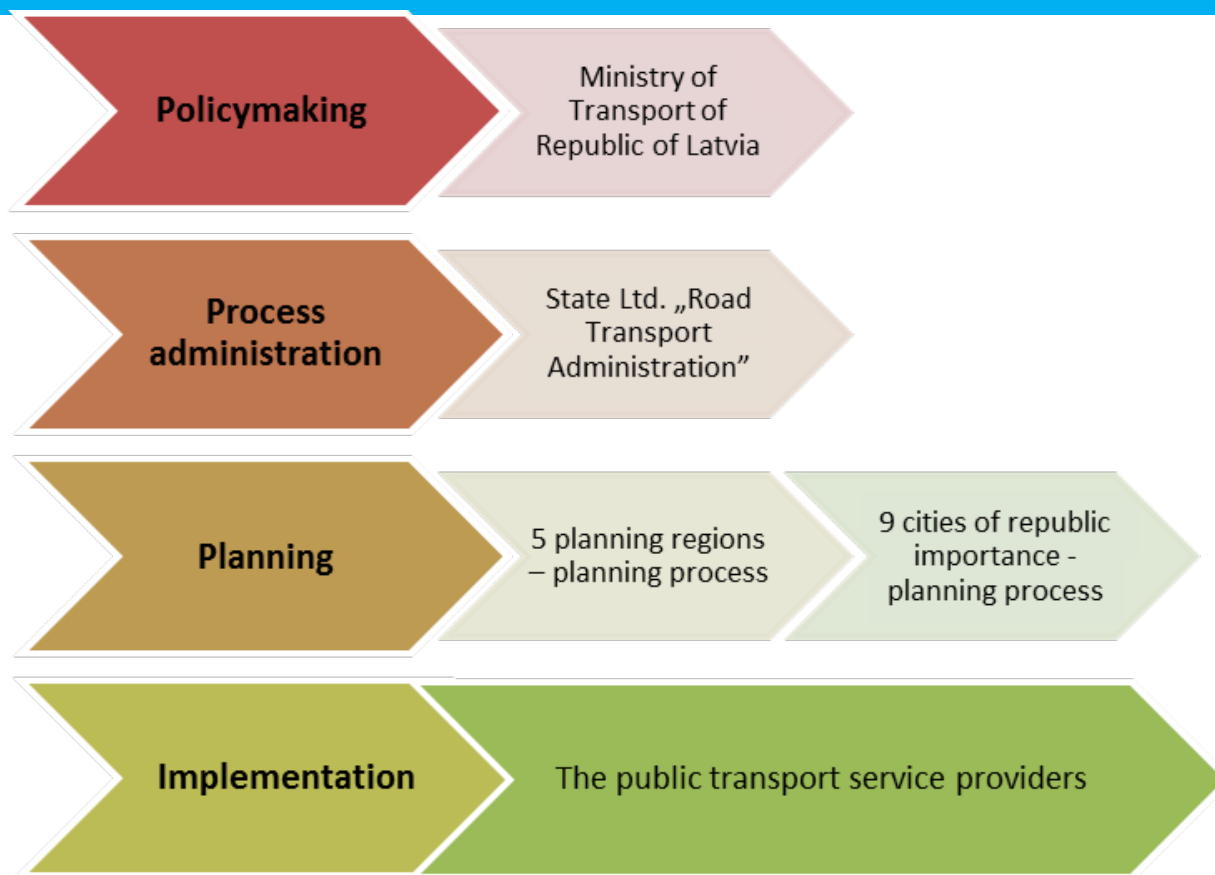 Policymaking
Ministry of
Transport of
Republic of Latvia
Process
administration
State Ltd. „Road
Transport
Administration”
Planning
5 planning regions
– planning process
9 cities of republic
importance -
planning process
Implementation
The public transport service providers